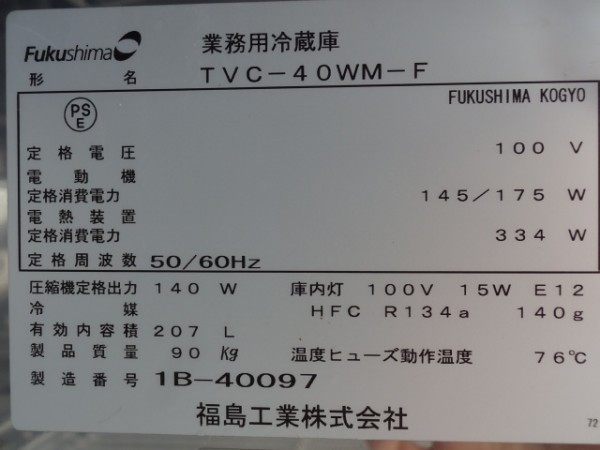 Fukushima 業務用冷蔵庫
形名 TVC-40WM-F
PS E FUKUSHIMA KOGYO
定格電圧 100 V
電動機
定格消費電力 145/175 W
電熱装置
定格消費電力 334 W
定格周波数 50/60Hz
圧縮機定格出力 140 W 庫内灯 100V 15W E12
冷媒 HFC R134a 140g
有効内容積 207 L
製品質量 90 Kg 温度ヒューズ動作温度 76℃
製造番号 1B-40097
福島工業株式会社
72